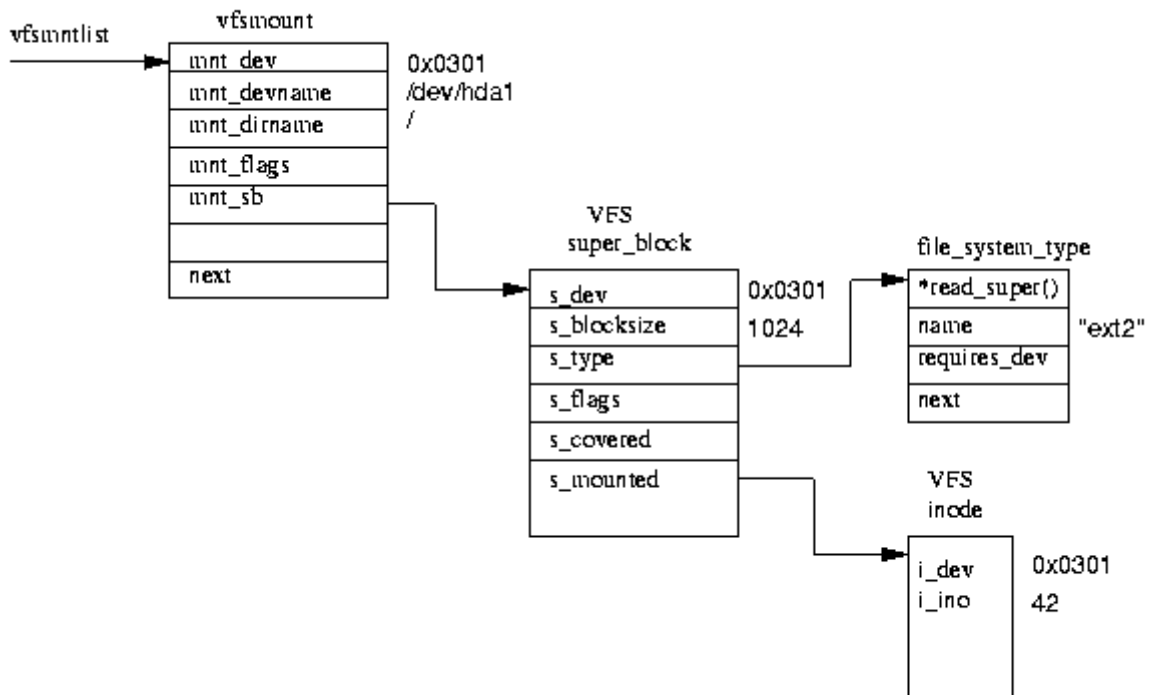 vfsmount
vfsmntlist
mnt_dev
0x0301
mnt_devname
/dev/hda1
mnt_dirname
/
mnt_flags
mnt_sb
next
VFS
super_block
s_dev
0x0301
s_blocksize
1024
s_type
s_flags
s_covered
s_mounted
file_system_type
*read_super()
name
"ext2"
requires_dev
next
VFS
inode
i_dev
0x0301
i_ino
42